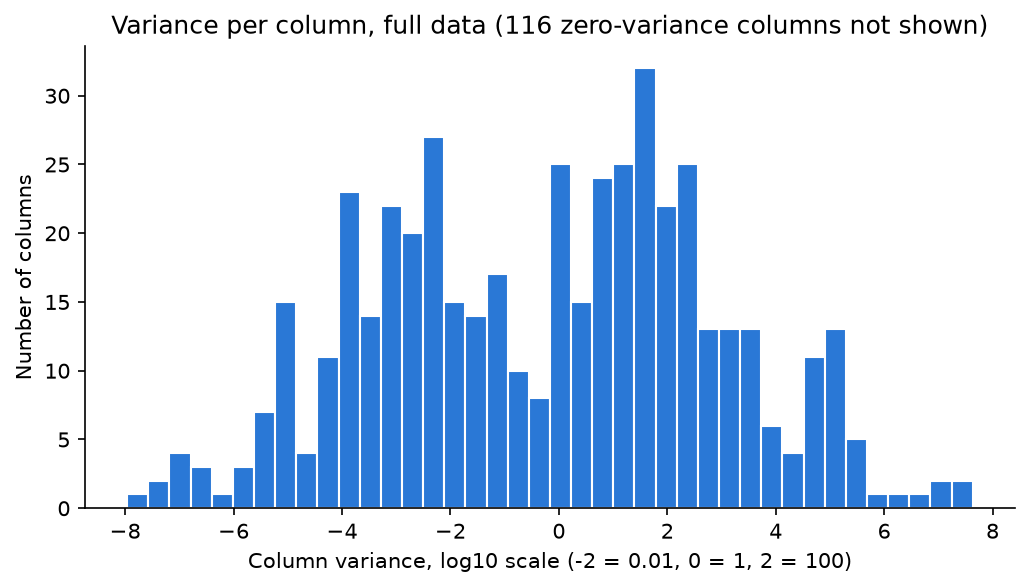 Variance per column, full data (116 zero-variance columns not shown)
Number of columns
30
25
20
15
10
5
0
−8 −6 −4 −2 0 2 4 6 8
Column variance, log10 scale (-2 = 0.01, 0 = 1, 2 = 100)